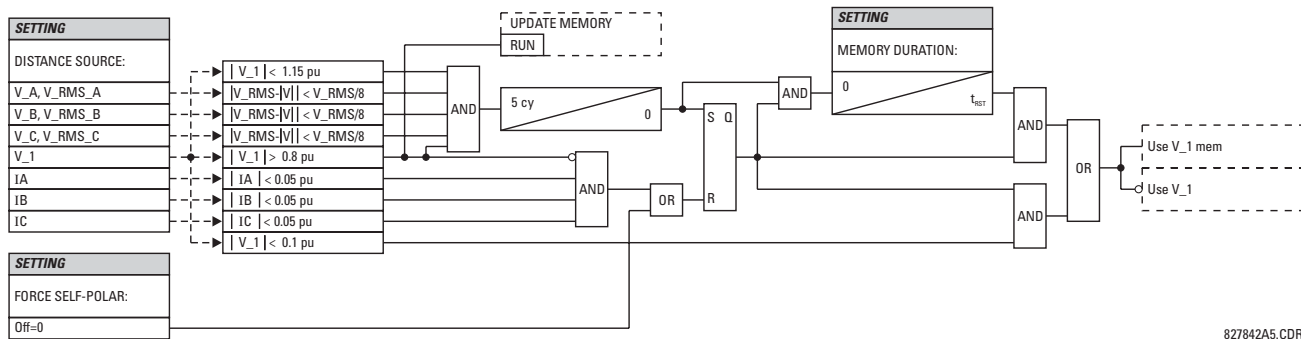 SETTING
DISTANCE SOURCE:
V_A, V_RMS_A
V_B, V_RMS_B
V_C, V_RMS_C
V_1
IA
IB
IC
SETTING
FORCE SELF-POLAR:
Off=0
| V_1 | < 1.15 pu
|V_RMS-|V|| < V_RMS/8
|V_RMS-|V|| < V_RMS/8
|V_RMS-|V|| < V_RMS/8
| V_1 | > 0.8 pu
| IA | < 0.05 pu
| IB | < 0.05 pu
| IC | < 0.05 pu
| V_1 | < 0.1 pu
UPDATE MEMORY
RUN
AND
5 cy
0
AND
OR
S Q
R
AND
SETTING
MEMORY DURATION:
0
tRST
AND
AND
OR
Use V_1 mem
Use V_1
827842A5.CDR